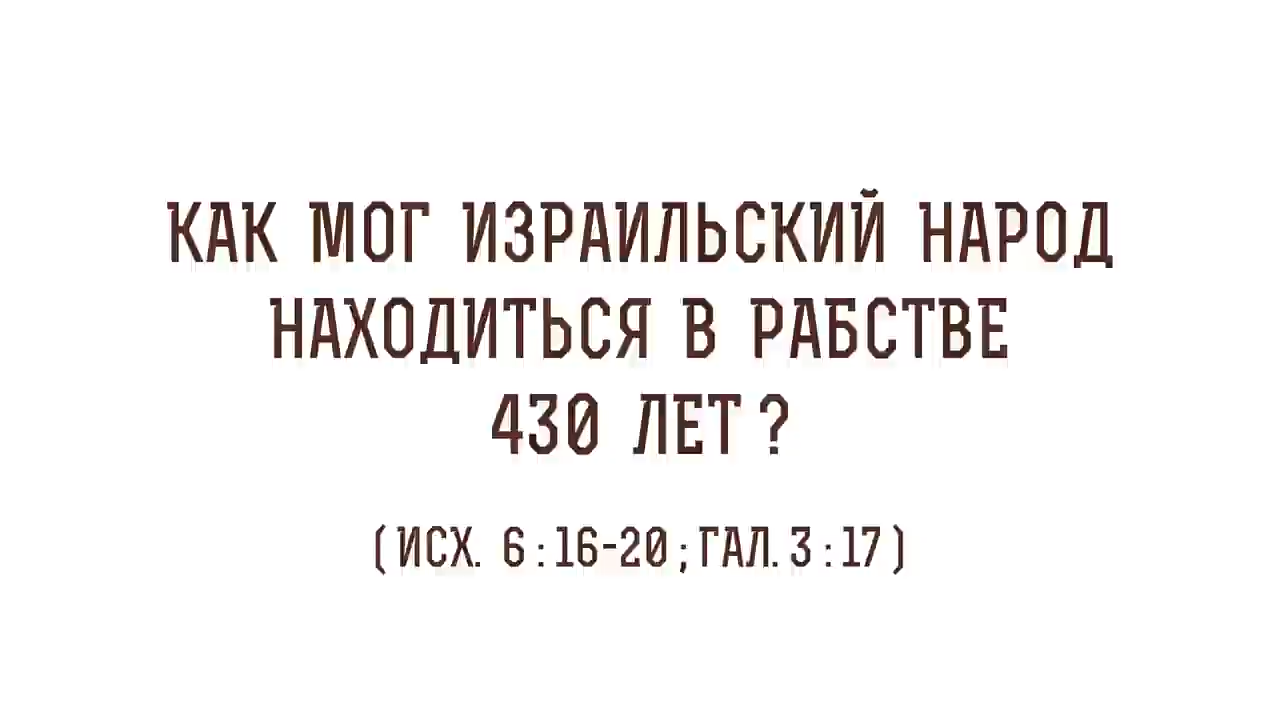 КАК МОГ ИЗРАИЛЬСКИЙ НАРОД
НАХОДИТЬСЯ В РАБСТВЕ
430 ЛЕТ?
(ИСХ. 6:16-20;ГАЛ.3:17)